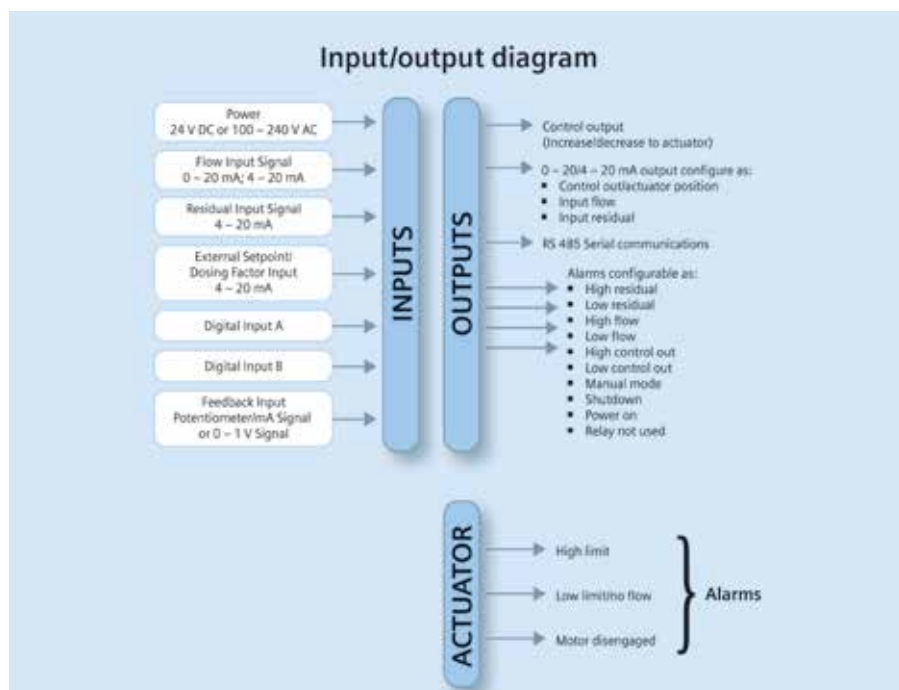 Input/output diagram
Power
24 V DC or 100 – 240 V AC
Flow Input Signal
0 – 20 mA; 4 – 20 mA
Residual Input Signal
4 – 20 mA
External Setpoint/
Dosing Factor Input
4 – 20 mA
Digital Input A
Digital Input B
Feedback Input
Potentiometer/mA Signal
or 0 – 1 V Signal
INPUTS
OUTPUTS
Control output
(Increase/decrease to actuator)
0 – 20/4 – 20 mA output configure as:
▪ Control out/actuator position
▪ Input flow
▪ Input residual
RS 485 Serial communications
Alarms configurable as:
▪ High residual
▪ Low residual
▪ High flow
▪ Low flow
▪ High control out
▪ Low control out
▪ Manual mode
▪ Shutdown
▪ Power on
▪ Relay not used
ACTUATOR
High limit
Low limit/no flow
Motor disengaged
Alarms